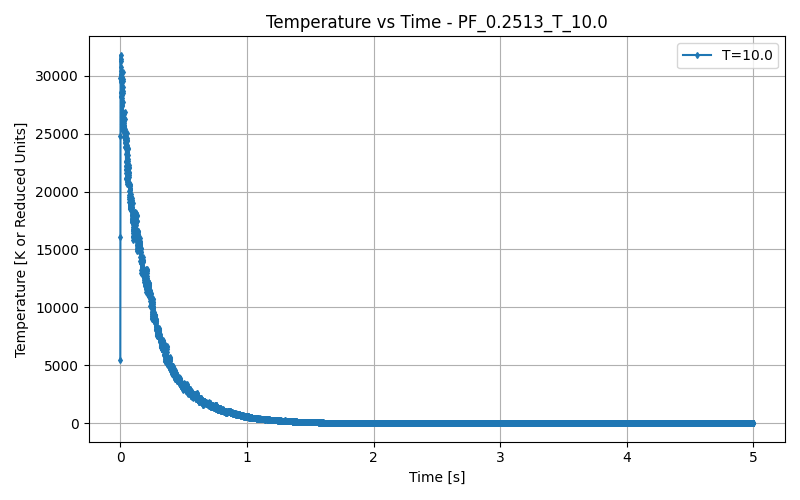 Temperature vs Time - PF_0.2513_T_10.0
T=10.0
Temperature [K or Reduced Units]
30000
25000
20000
15000
10000
5000
0
0 1 2 3 4 5
Time [s]